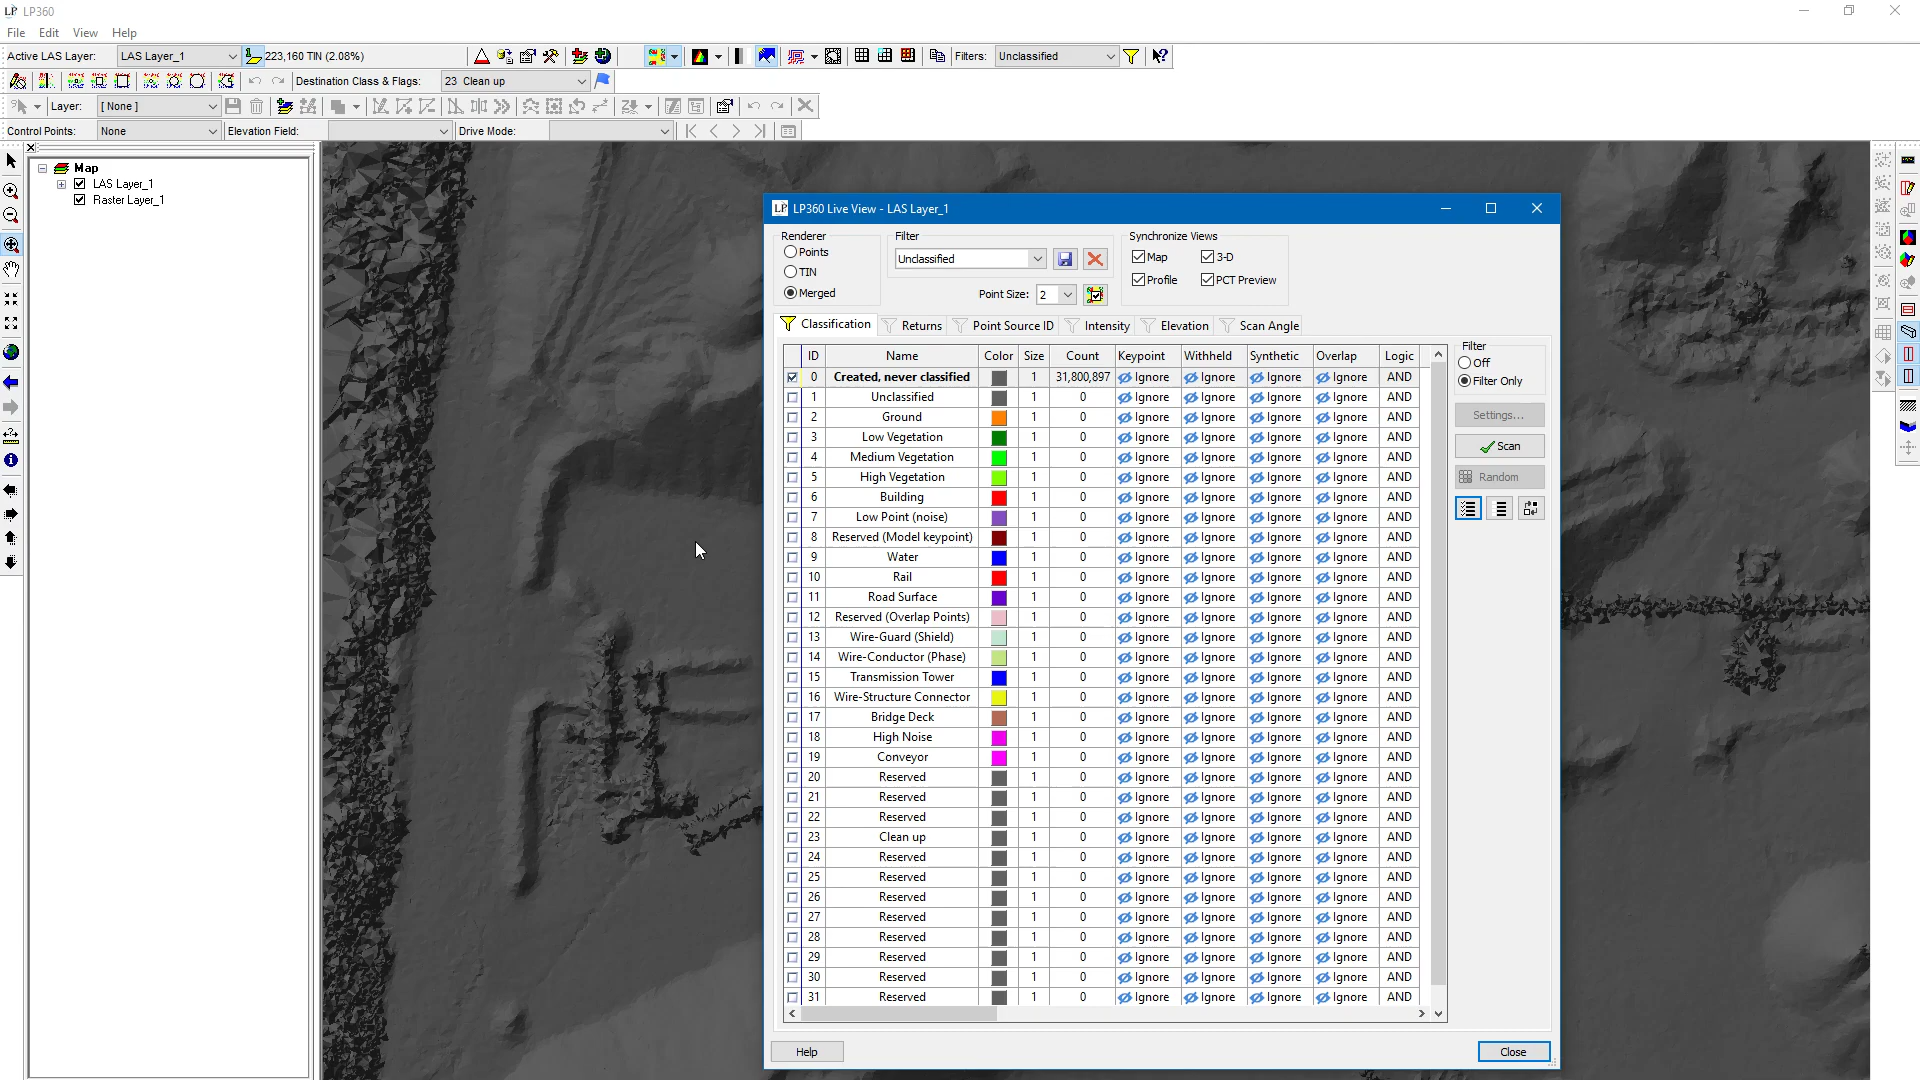 LP360
File Edit View Help
Active LAS Layer: LAS Layer_1 223,160 TIN (2.08%) Filters: Unclassified
Destination Class & Flags: 23 Clean up
Layer: [ None ]
Control Points: None Elevation Field: Drive Mode:
Map
LAS Layer_1
Raster Layer_1
LP360 Live View - LAS Layer_1
Renderer Filter Synchronize Views
Points Unclassified Map 3-D
TIN
Profile PCT Preview
Merged Point Size: 2
Classification Returns Point Source ID Intensity Elevation Scan Angle
ID Name Color Size Count Keypoint Withheld Synthetic Overlap Logic
0 Created, never classified 1 31,800,897 Ignore Ignore Ignore Ignore AND
1 Unclassified 1 0 Ignore Ignore Ignore Ignore AND
2 Ground 1 0 Ignore Ignore Ignore Ignore AND
3 Low Vegetation 1 0 Ignore Ignore Ignore Ignore AND
4 Medium Vegetation 1 0 Ignore Ignore Ignore Ignore AND
5 High Vegetation 1 0 Ignore Ignore Ignore Ignore AND
6 Building 1 0 Ignore Ignore Ignore Ignore AND
7 Low Point (noise) 1 0 Ignore Ignore Ignore Ignore AND
8 Reserved (Model keypoint) 1 0 Ignore Ignore Ignore Ignore AND
9 Water 1 0 Ignore Ignore Ignore Ignore AND
10 Rail 1 0 Ignore Ignore Ignore Ignore AND
11 Road Surface 1 0 Ignore Ignore Ignore Ignore AND
12 Reserved (Overlap Points) 1 0 Ignore Ignore Ignore Ignore AND
13 Wire-Guard (Shield) 1 0 Ignore Ignore Ignore Ignore AND
14 Wire-Conductor (Phase) 1 0 Ignore Ignore Ignore Ignore AND
15 Transmission Tower 1 0 Ignore Ignore Ignore Ignore AND
16 Wire-Structure Connector 1 0 Ignore Ignore Ignore Ignore AND
17 Bridge Deck 1 0 Ignore Ignore Ignore Ignore AND
18 High Noise 1 0 Ignore Ignore Ignore Ignore AND
19 Conveyor 1 0 Ignore Ignore Ignore Ignore AND
20 Reserved 1 0 Ignore Ignore Ignore Ignore AND
21 Reserved 1 0 Ignore Ignore Ignore Ignore AND
22 Reserved 1 0 Ignore Ignore Ignore Ignore AND
23 Clean up 1 0 Ignore Ignore Ignore Ignore AND
24 Reserved 1 0 Ignore Ignore Ignore Ignore AND
25 Reserved 1 0 Ignore Ignore Ignore Ignore AND
26 Reserved 1 0 Ignore Ignore Ignore Ignore AND
27 Reserved 1 0 Ignore Ignore Ignore Ignore AND
28 Reserved 1 0 Ignore Ignore Ignore Ignore AND
29 Reserved 1 0 Ignore Ignore Ignore Ignore AND
30 Reserved 1 0 Ignore Ignore Ignore Ignore AND
31 Reserved 1 0 Ignore Ignore Ignore Ignore AND
Filter
Off
Filter Only
Settings...
Scan
Random
Help Close